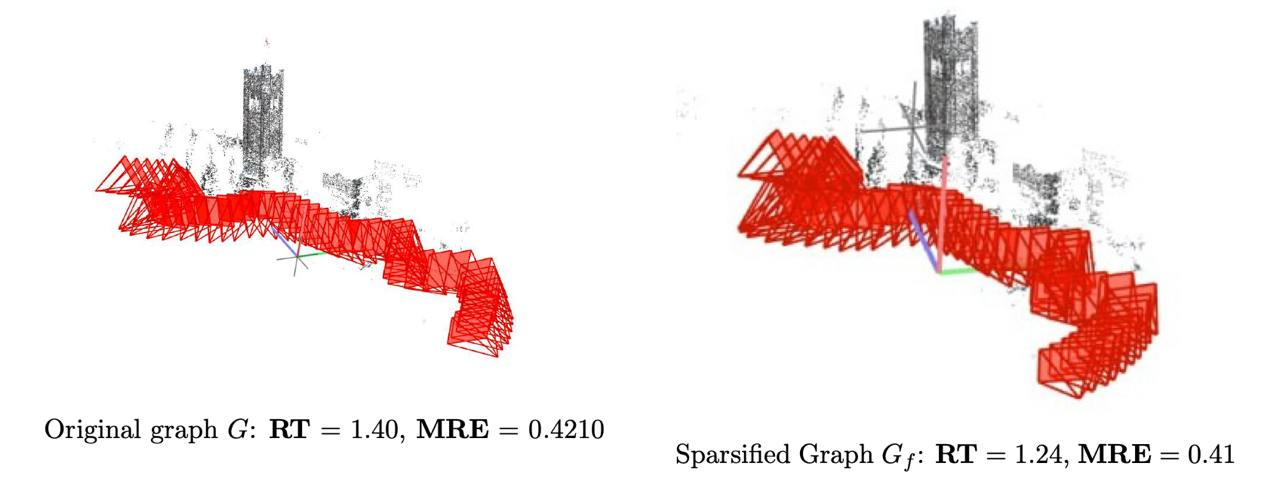 Original graph G: RT = 1.40, MRE = 0.4210
Sparsified Graph G_f: RT = 1.24, MRE = 0.41